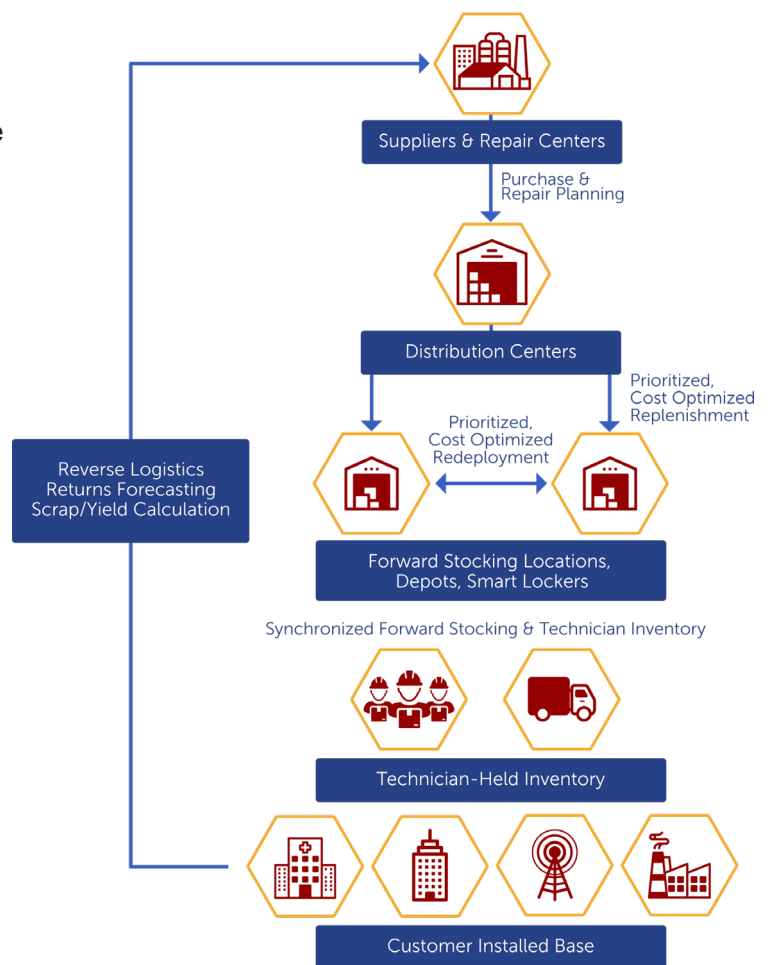 e
Suppliers & Repair Centers
Purchase &
Repair Planning
Distribution Centers
Prioritized,
Cost Optimized
Replenishment
Prioritized,
Cost Optimized
Redeployment
Reverse Logistics
Returns Forecasting
Scrap/Yield Calculation
Forward Stocking Locations,
Depots, Smart Lockers
Synchronized Forward Stocking & Technician Inventory
Technician-Held Inventory
Customer Installed Base